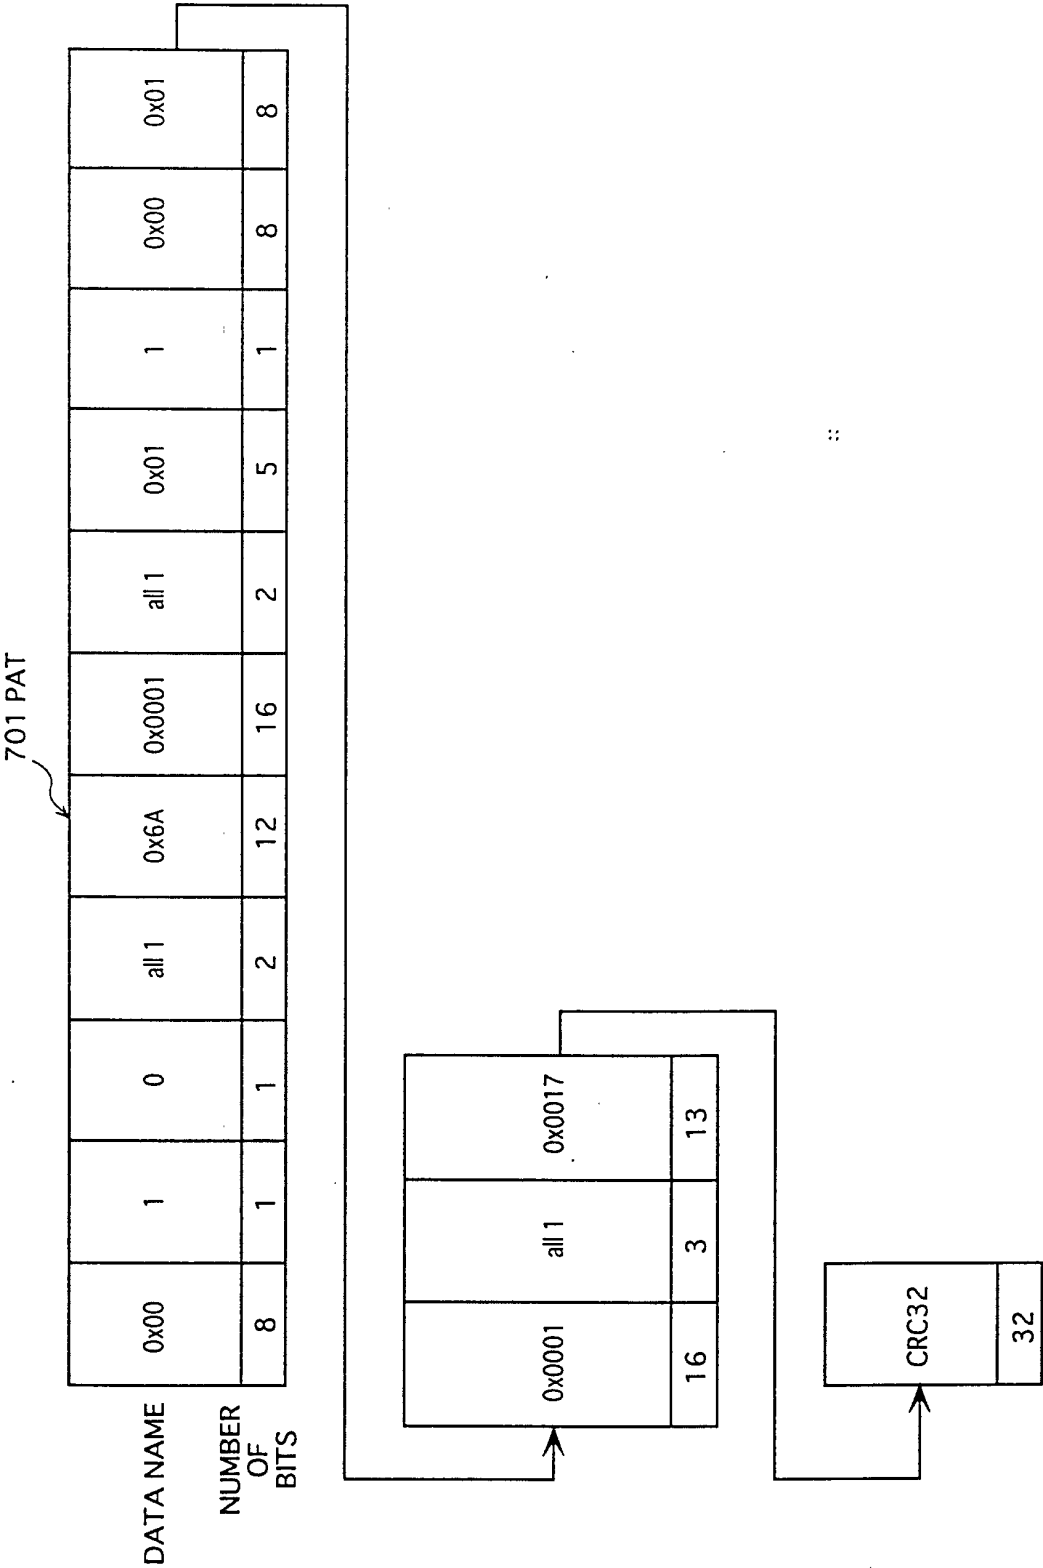 701 PAT
DATA NAME 0x00 1 0 all 1 0x6A 0x0001 all 1 0x01 1 0x00 0x01
NUMBER OF BITS 8 1 1 2 12 16 2 5 1 8 8
0x0001 all 1 0x0017
16 3 13
CRC32
32